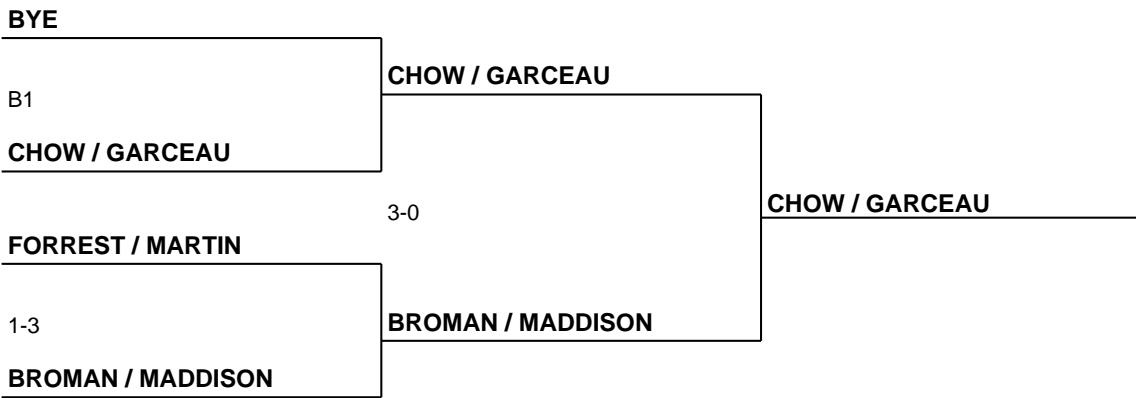 BYE
CHOW / GARCEAU
B1
CHOW / GARCEAU
CHOW / GARCEAU
3-0
FORREST / MARTIN
BROMAN / MADDISON
1-3
BROMAN / MADDISON